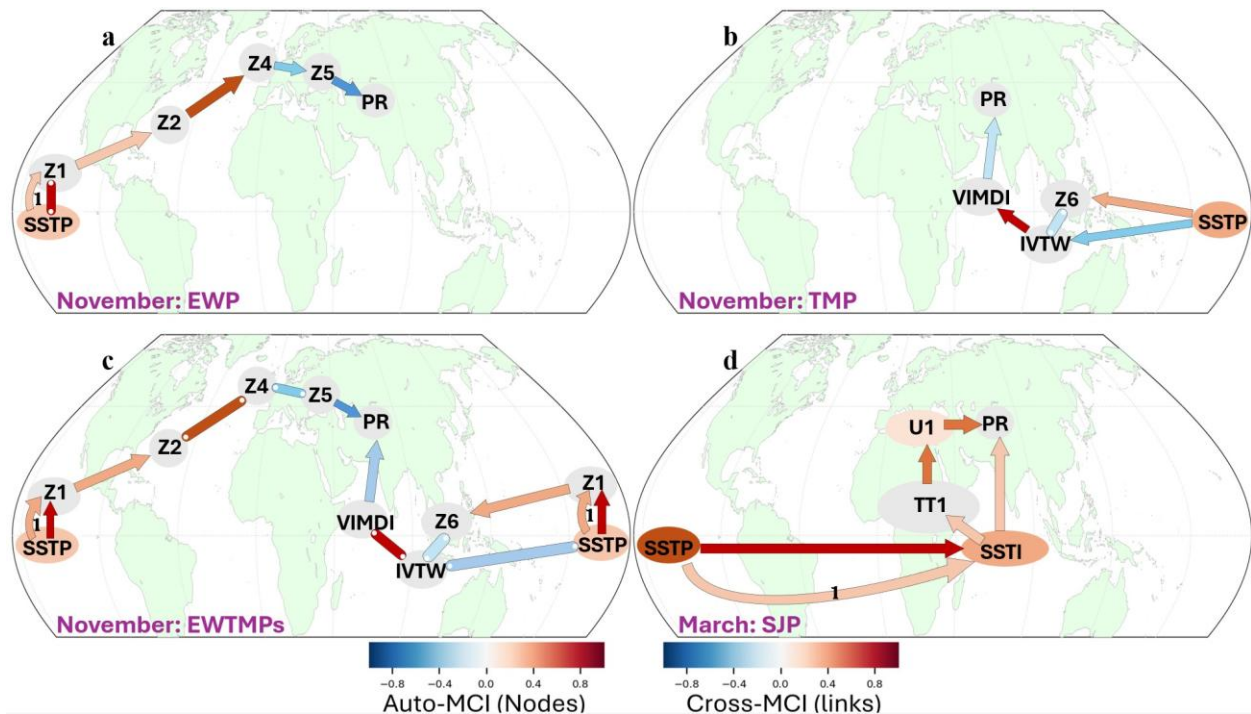 a
Z4
Z5
PR
Z2
Z1
1
SSTP
November: EWP
b
PR
VIMDI
Z6
SSTP
IVTW
November: TMP
c
Z4
Z5
PR
Z2
Z1
Z1
1
VIMDI
Z6
1
SSTP
SSTP
IVTW
November: EWTMPs
d
U1
PR
TT1
SSTP
SSTI
1
March: SJP
−0.8 −0.4 0.0 0.4 0.8
Auto-MCI (Nodes)
−0.8 −0.4 0.0 0.4 0.8
Cross-MCI (links)